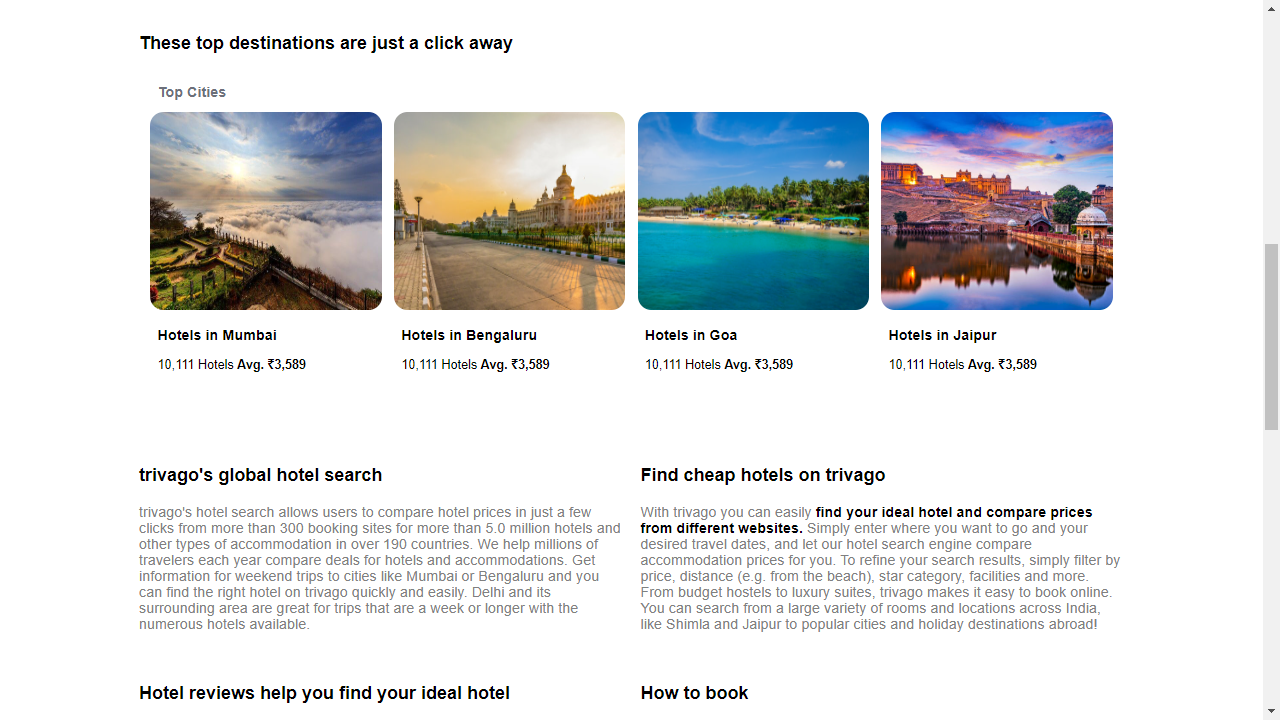 These top destinations are just a click away
Top Cities
Hotels in Mumbai
10,111 Hotels Avg. ₹3,589
Hotels in Bengaluru
10,111 Hotels Avg. ₹3,589
Hotels in Goa
10,111 Hotels Avg. ₹3,589
Hotels in Jaipur
10,111 Hotels Avg. ₹3,589
trivago's global hotel search
trivago's hotel search allows users to compare hotel prices in just a few
clicks from more than 300 booking sites for more than 5.0 million hotels and
other types of accommodation in over 190 countries. We help millions of
travelers each year compare deals for hotels and accommodations. Get
information for weekend trips to cities like Mumbai or Bengaluru and you
can find the right hotel on trivago quickly and easily. Delhi and its
surrounding area are great for trips that are a week or longer with the
numerous hotels available.
Find cheap hotels on trivago
With trivago you can easily find your ideal hotel and compare prices
from different websites. Simply enter where you want to go and your
desired travel dates, and let our hotel search engine compare
accommodation prices for you. To refine your search results, simply filter by
price, distance (e.g. from the beach), star category, facilities and more.
From budget hostels to luxury suites, trivago makes it easy to book online.
You can search from a large variety of rooms and locations across India,
like Shimla and Jaipur to popular cities and holiday destinations abroad!
Hotel reviews help you find your ideal hotel
How to book